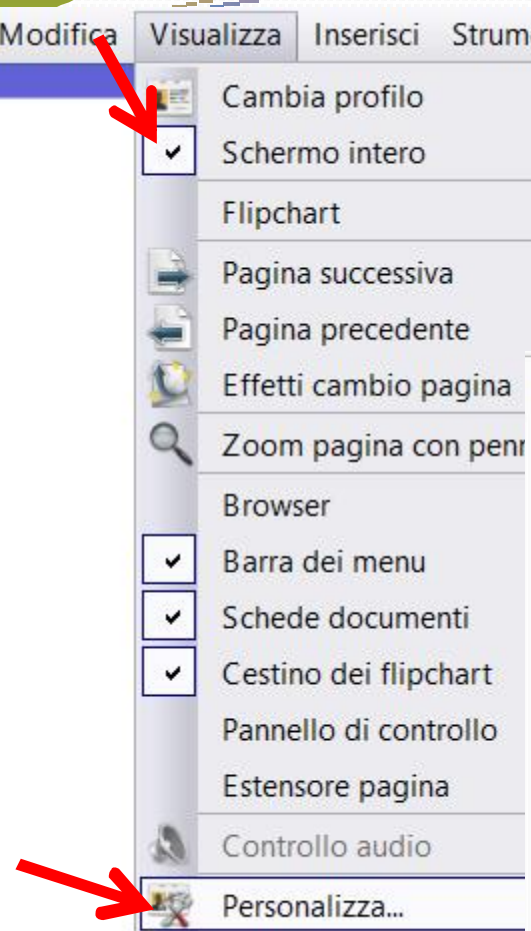 Modifica Visualizza Inserisci Strum
Cambia profilo
Schermo intero
Flipchart
Pagina successiva
Pagina precedente
Effetti cambio pagina
Zoom pagina con penn
Browser
Barra dei menu
Schede documenti
Cestino dei flipchart
Pannello di controllo
Estensore pagina
Controllo audio
Personalizza...